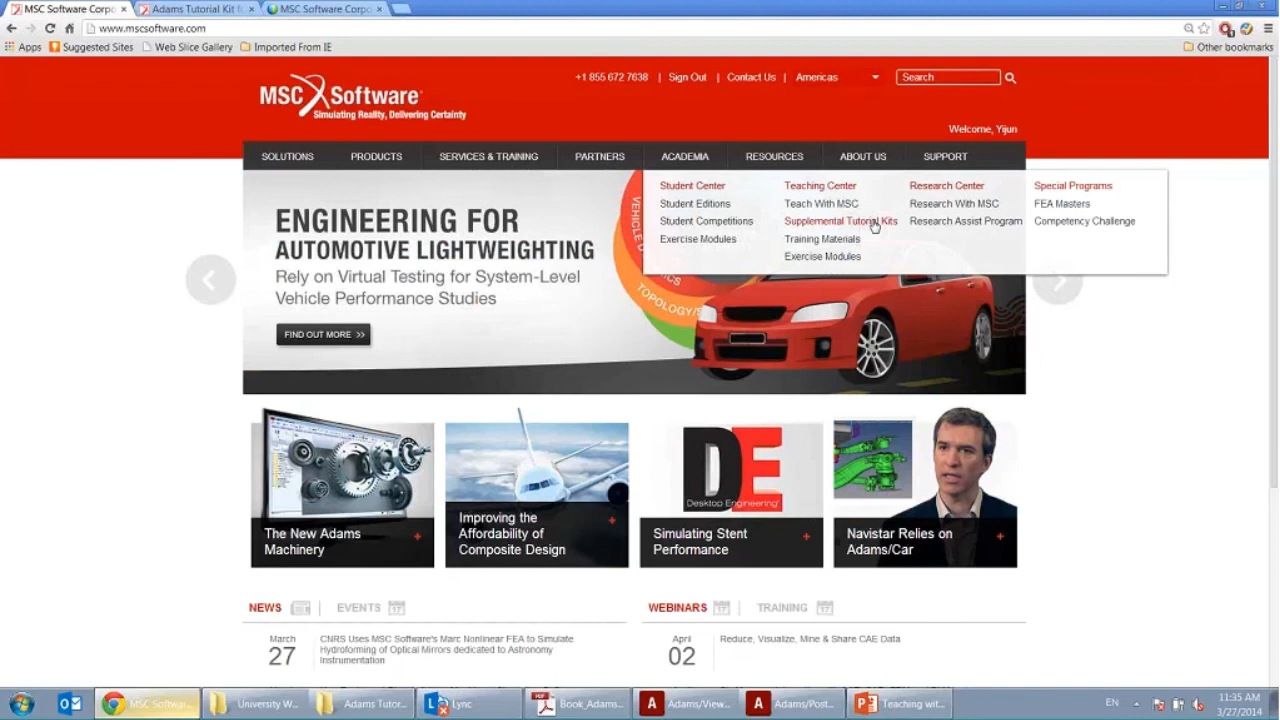 MSC Software Corpo
Adams Tutorial Kit f
MSC Software Corpo
www.mscsoftware.com
Apps
Suggested Sites
Web Slice Gallery
Imported From IE
Other bookmarks
MSC Software
Simulating Reality, Delivering Certainty
+1 855 672 7638 | Sign Out | Contact Us | Americas
Search
Welcome, Yijun
SOLUTIONS
PRODUCTS
SERVICES & TRAINING
PARTNERS
ACADEMIA
RESOURCES
ABOUT US
SUPPORT
Student Center
Student Editions
Student Competitions
Exercise Modules
Teaching Center
Teach With MSC
Supplemental Tutorial Kits
Training Materials
Exercise Modules
Research Center
Research With MSC
Research Assist Program
Special Programs
FEA Masters
Competency Challenge
ENGINEERING FOR
AUTOMOTIVE LIGHTWEIGHTING
Rely on Virtual Testing for System-Level
Vehicle Performance Studies
FIND OUT MORE >>
The New Adams
Machinery
Improving the
Affordability of
Composite Design
DE
Desktop Engineering
Simulating Stent
Performance
Navistar Relies on
Adams/Car
NEWS
17
EVENTS
WEBINARS
17
TRAINING
17
March
27
CNRS Uses MSC Software's Marc Nonlinear FEA to Simulate
Hydroforming of Optical Mirrors dedicated to Astronomy
Instrumentation
April
02
Reduce, Visualize, Mine & Share CAE Data
MSC Softwar...
University W...
Adams Tutor...
Lync
Book_Adams...
Adams/View...
Adams/Post...
Teaching wit...
EN
11:35 AM
3/27/2014